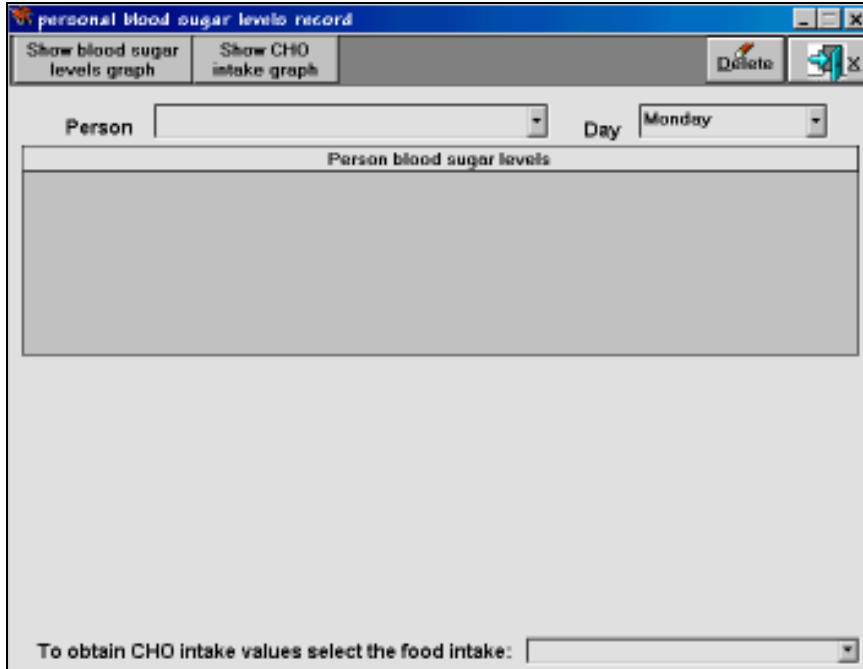 personal blood sugar levels record
Show blood sugar levels graph
Show CHO intake graph
Delete
x
Person
Day Monday
Person blood sugar levels
To obtain CHO intake values select the food intake: